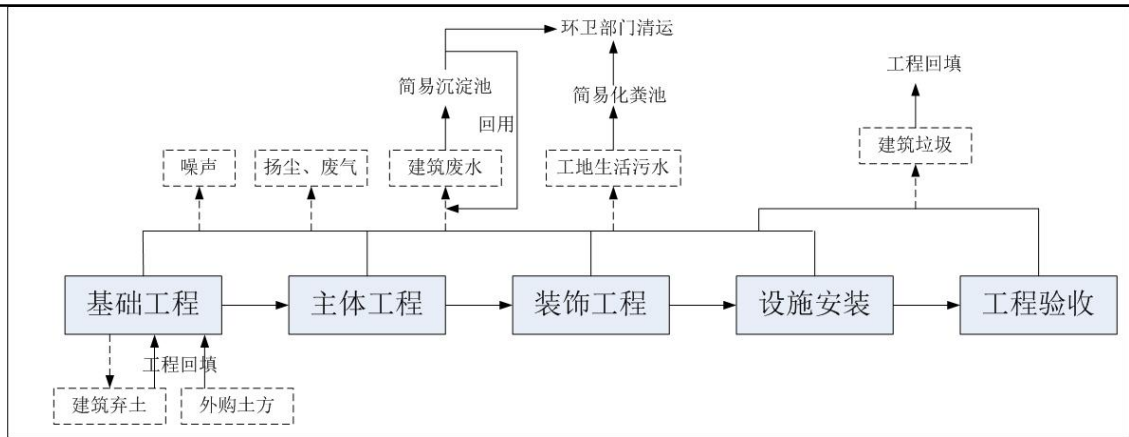 环卫部门清运
工程回填
简易沉淀池
简易化粪池
回用
建筑垃圾
噪声
扬尘、废气
建筑废水
工地生活污水
基础工程
主体工程
装饰工程
设施安装
工程验收
工程回填
建筑弃土
外购土方